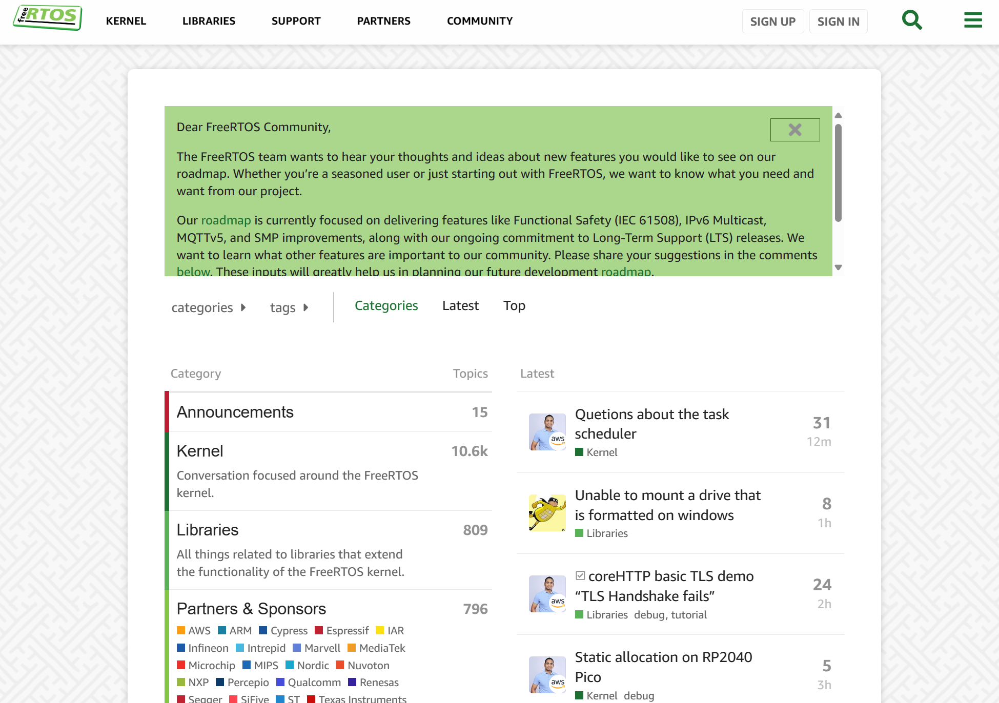 free RTOS
KERNEL LIBRARIES SUPPORT PARTNERS COMMUNITY
SIGN UP SIGN IN
Dear FreeRTOS Community,
The FreeRTOS team wants to hear your thoughts and ideas about new features you would like to see on our
roadmap. Whether you’re a seasoned user or just starting out with FreeRTOS, we want to know what you need and
want from our project.
Our roadmap is currently focused on delivering features like Functional Safety (IEC 61508), IPv6 Multicast,
MQTTv5, and SMP improvements, along with our ongoing commitment to Long-Term Support (LTS) releases. We
want to learn what other features are important to our community. Please share your suggestions in the comments
below. These inputs will greatly help us in planning our future development roadmap.
categories tags Categories Latest Top
Category Topics
Announcements 15
Kernel 10.6k
Conversation focused around the FreeRTOS
kernel.
Libraries 809
All things related to libraries that extend
the functionality of the FreeRTOS kernel.
Partners & Sponsors 796
AWS ARM Cypress Espressif IAR
Infineon Intrepid Marvell MediaTek
Microchip MIPS Nordic Nuvoton
NXP Percepio Qualcomm Renesas
Segger SiFive ST Texas Instruments
Latest
Quetions about the task
scheduler
Kernel
31
12m
aws
Unable to mount a drive that
is formatted on windows
Libraries
8
1h
coreHTTP basic TLS demo
“TLS Handshake fails”
Libraries debug, tutorial
24
2h
aws
Static allocation on RP2040
Pico
Kernel debug
5
3h
aws